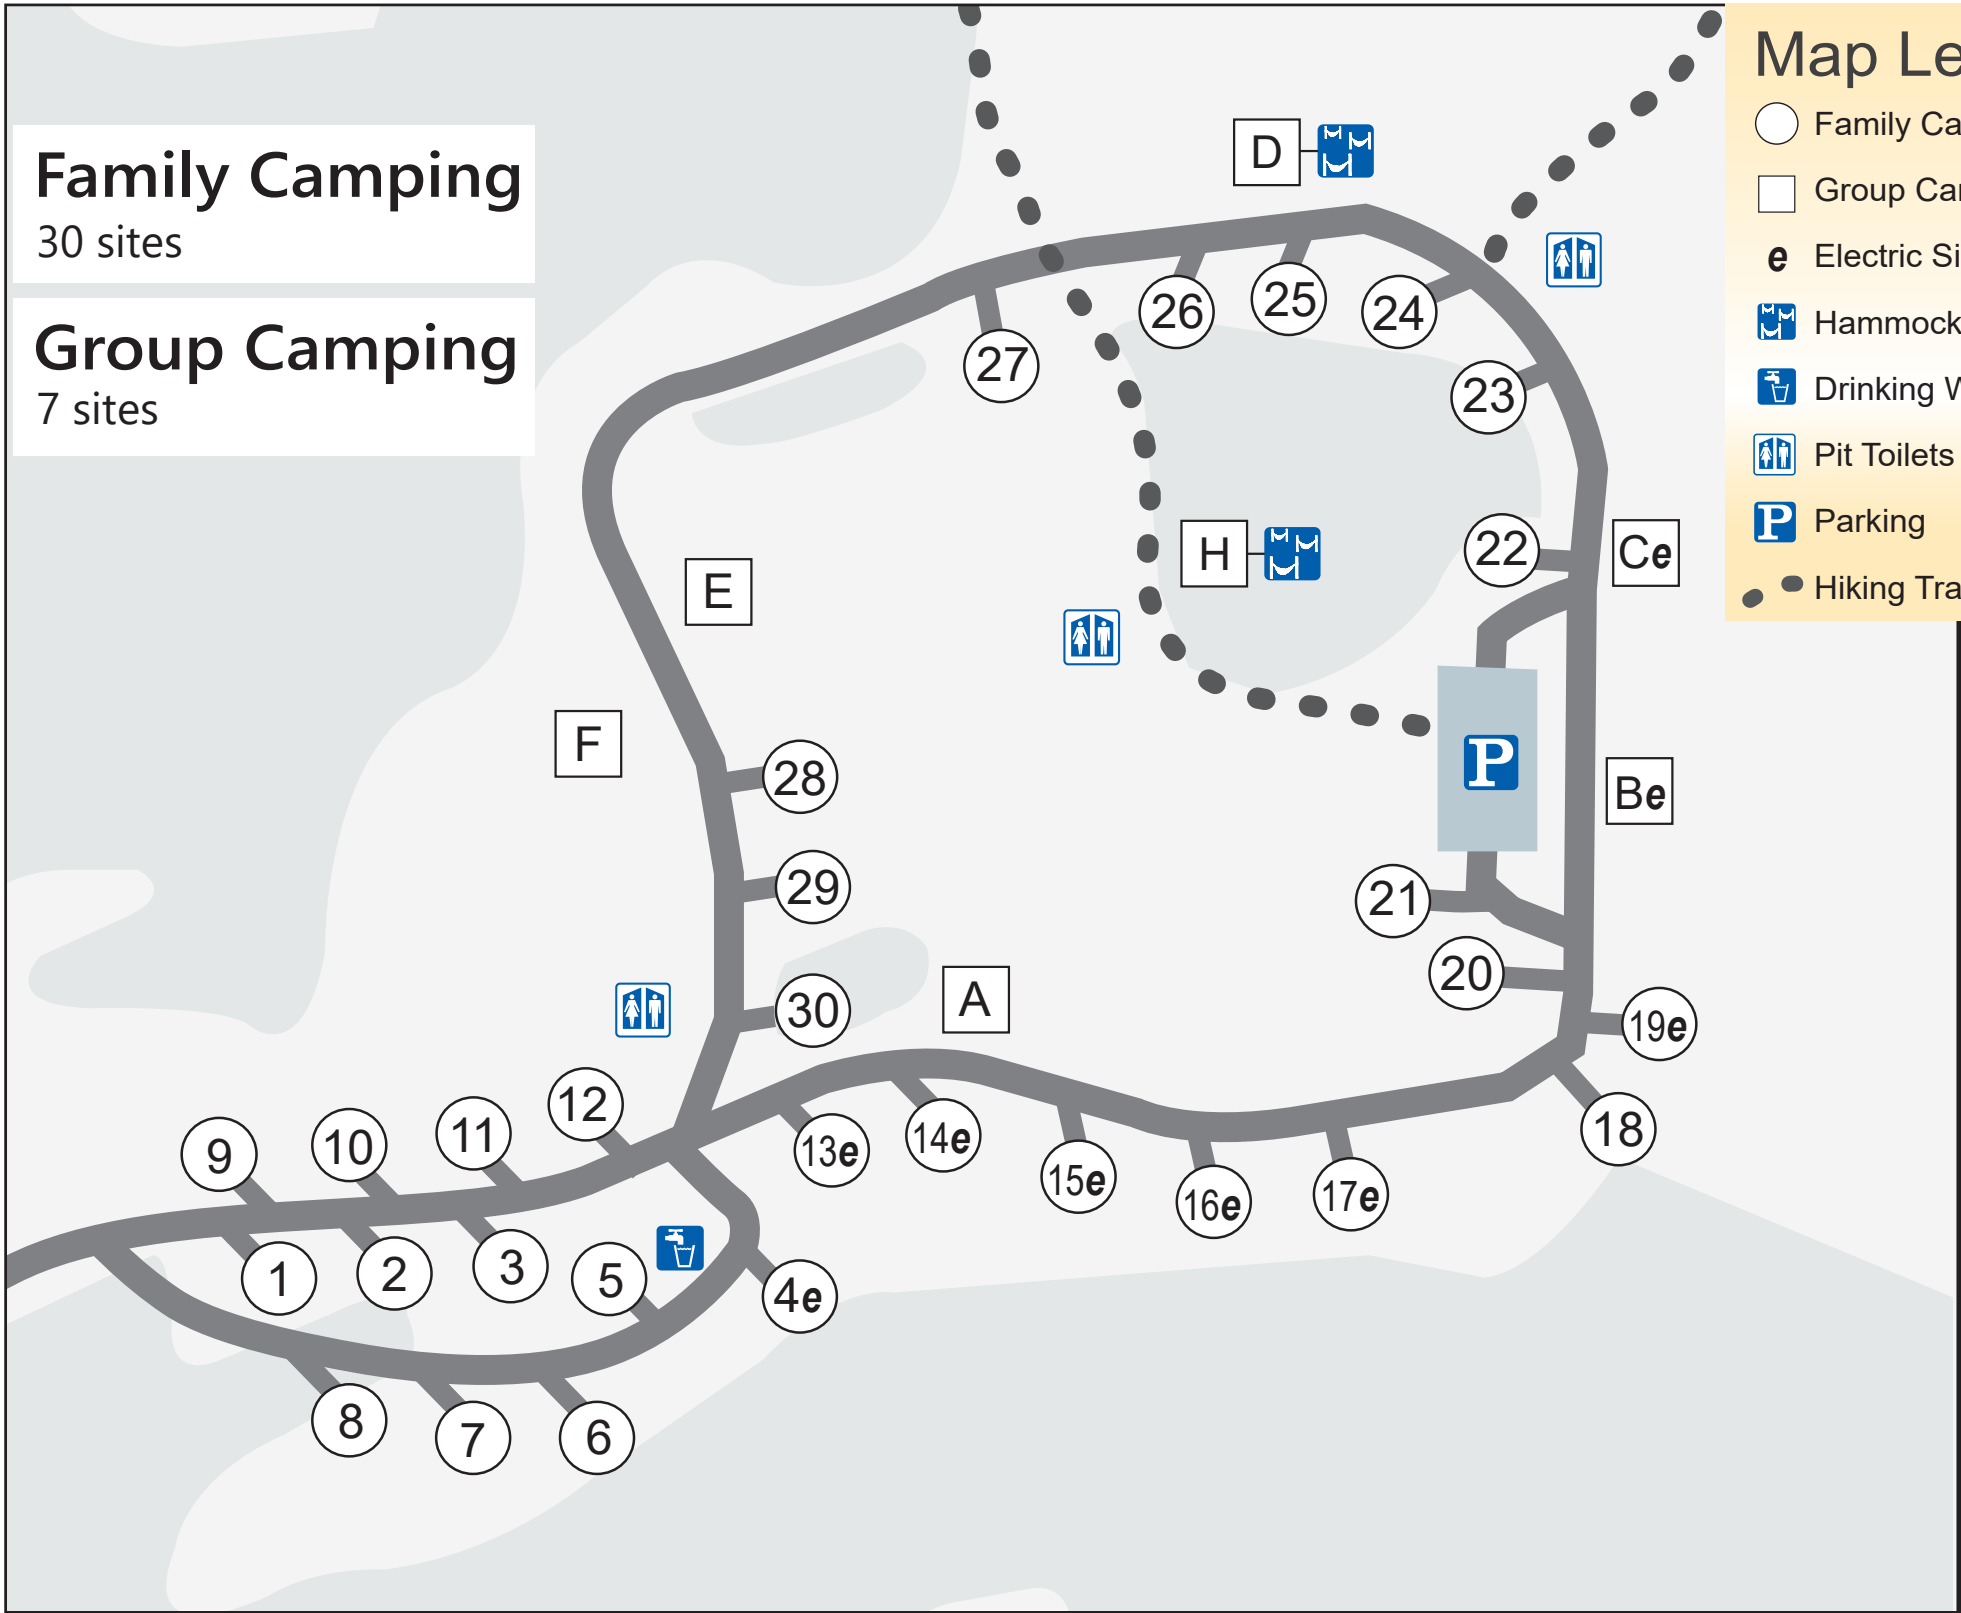 Family Camping
30 sites
Group Camping
7 sites
Map Le
Family Ca
Group Ca
e Electric Si
Hammock
Drinking W
Pit Toilets
P Parking
Hiking Tra
D
26
25
24
27
23
H
22
Ce
E
F
P
28
Be
29
21
A
20
30
19e
12
18
11
10
9
13e
14e
15e
16e
17e
1
2
3
5
4e
8
7
6